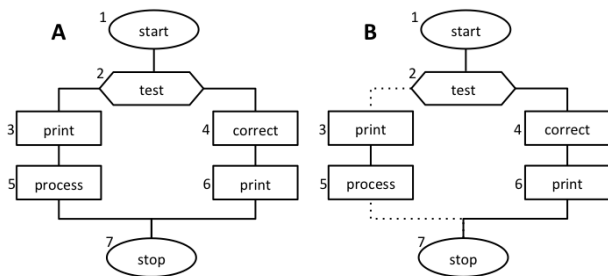 A
1
start
2
test
3
print
4
correct
5
process
6
print
7
stop
B
1
start
2
test
3
print
4
correct
5
process
6
print
7
stop